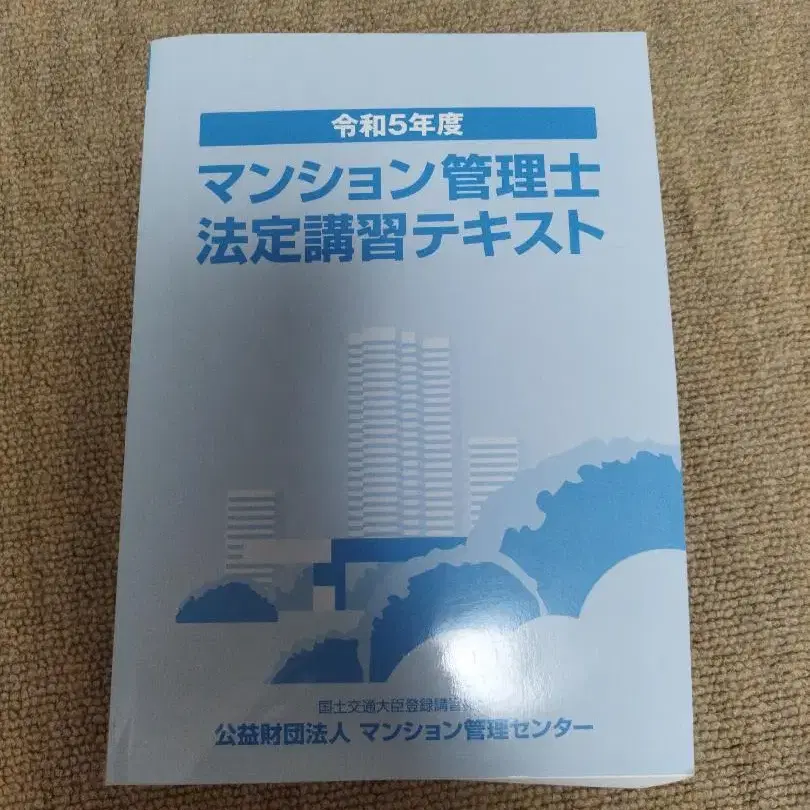 令和5年度
マンション管理士
法定講習テキスト
国土交通大臣登録講習
公益財団法人 マンション管理センター